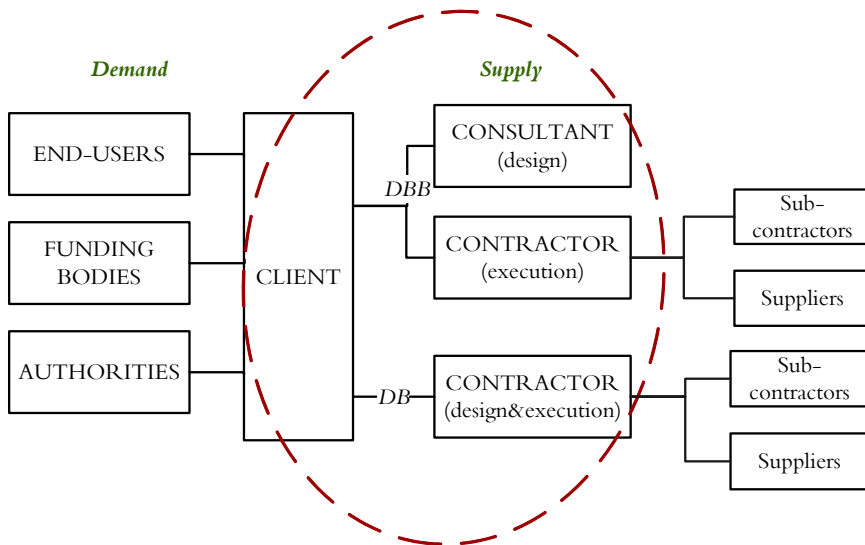 Demand
Supply
END-USERS
FUNDING
BODIES
AUTHORITIES
CLIENT
DBB
CONSULTANT
(design)
CONTRACTOR
(execution)
Sub-
contractors
Suppliers
DB
CONTRACTOR
(design&execution)
Sub-
contractors
Suppliers